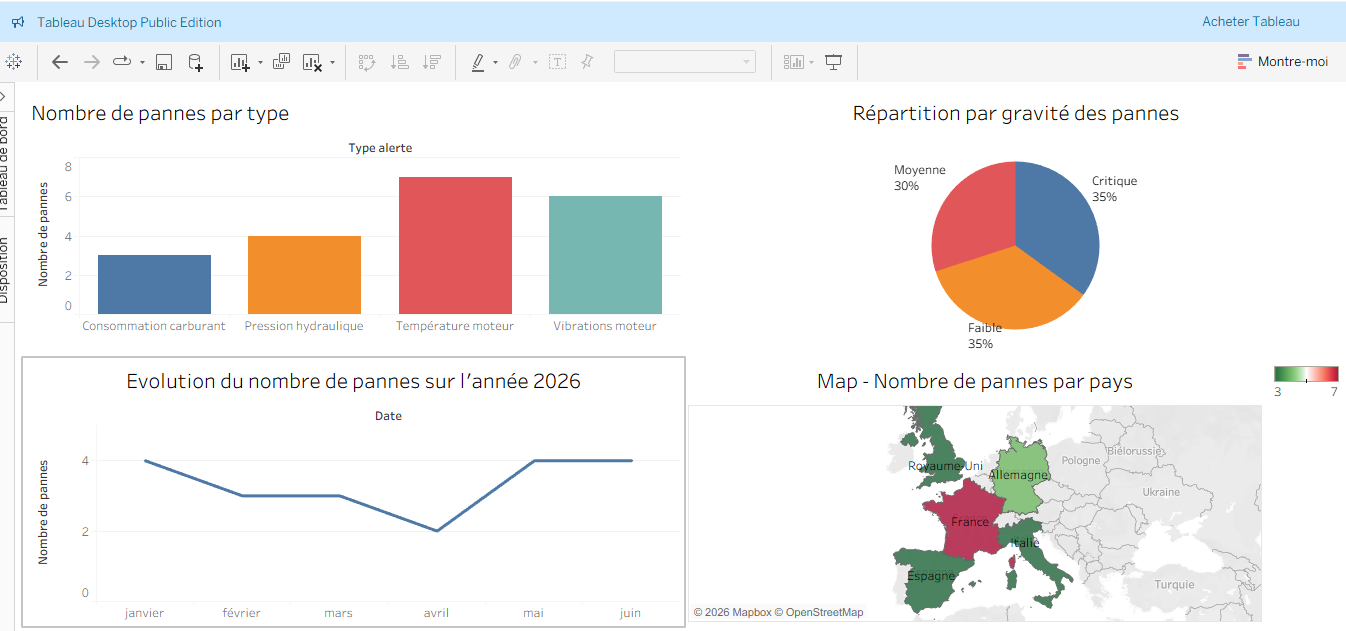 Tableau Desktop Public Edition
Acheter Tableau
Montre-moi
Tableau de bord
Disposition
Nombre de pannes par type
Type alerte
Nombre de pannes
8
6
4
2
0
Consommation carburant
Pression hydraulique
Température moteur
Vibrations moteur
Répartition par gravité des pannes
Moyenne
30%
Critique
35%
Faible
35%
Evolution du nombre de pannes sur l'année 2026
Date
Nombre de pannes
4
2
0
janvier
février
mars
avril
mai
juin
Map - Nombre de pannes par pays
3
7
Royaume-Uni
Allemagne
Pologne
Biélorussie
Ukraine
France
Italie
Espagne
Turquie
© 2026 Mapbox © OpenStreetMap